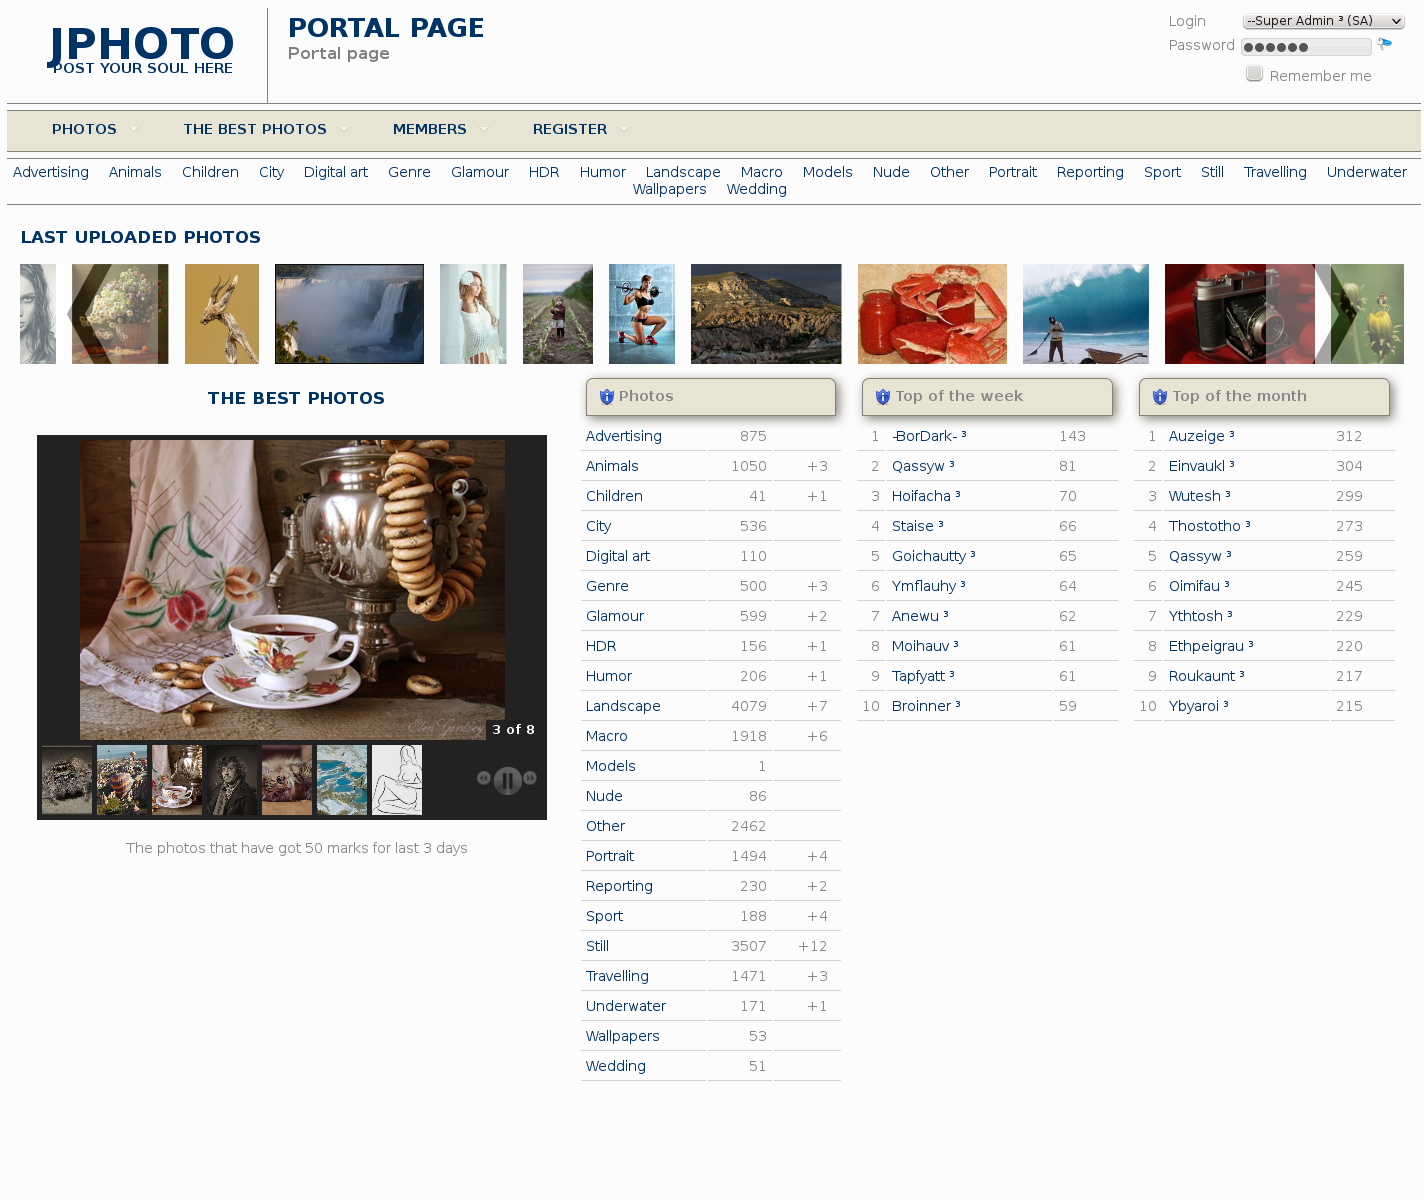 JPHOTO
POST YOUR SOUL HERE
PORTAL PAGE
Portal page
Login --Super Admin ³ (SA)
Password ●●●●●●
Remember me
PHOTOS THE BEST PHOTOS MEMBERS REGISTER
Advertising Animals Children City Digital art Genre Glamour HDR Humor Landscape Macro Models Nude Other Portrait Reporting Sport Still Travelling Underwater
Wallpapers Wedding
LAST UPLOADED PHOTOS
THE BEST PHOTOS
3 of 8
The photos that have got 50 marks for last 3 days
Photos
Advertising 875
Animals 1050 +3
Children 41 +1
City 536
Digital art 110
Genre 500 +3
Glamour 599 +2
HDR 156 +1
Humor 206 +1
Landscape 4079 +7
Macro 1918 +6
Models 1
Nude 86
Other 2462
Portrait 1494 +4
Reporting 230 +2
Sport 188 +4
Still 3507 +12
Travelling 1471 +3
Underwater 171 +1
Wallpapers 53
Wedding 51
Top of the week
1 -BorDark- ³ 143
2 Qassyw ³ 81
3 Hoifacha ³ 70
4 Staise ³ 66
5 Goichautty ³ 65
6 Ymflauhy ³ 64
7 Anewu ³ 62
8 Moihauv ³ 61
9 Tapfyatt ³ 61
10 Broinner ³ 59
Top of the month
1 Auzeige ³ 312
2 Einvaukl ³ 304
3 Wutesh ³ 299
4 Thostotho ³ 273
5 Qassyw ³ 259
6 Oimifau ³ 245
7 Ythtosh ³ 229
8 Ethpeigrau ³ 220
9 Roukaunt ³ 217
10 Ybyaroi ³ 215